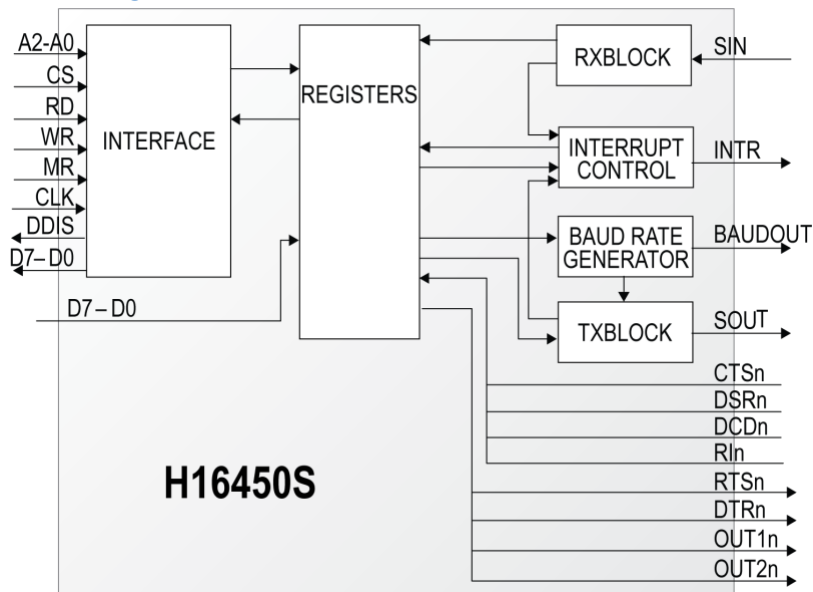 A2-A0
CS
RD
WR
MR
CLK
DDIS
D7–D0
D7–D0
INTERFACE
REGISTERS
RXBLOCK
INTERRUPT
CONTROL
BAUD RATE
GENERATOR
TXBLOCK
SIN
INTR
BAUDOUT
SOUT
CTSn
DSRn
DCDn
RIn
RTSn
DTRn
OUT1n
OUT2n
H16450S